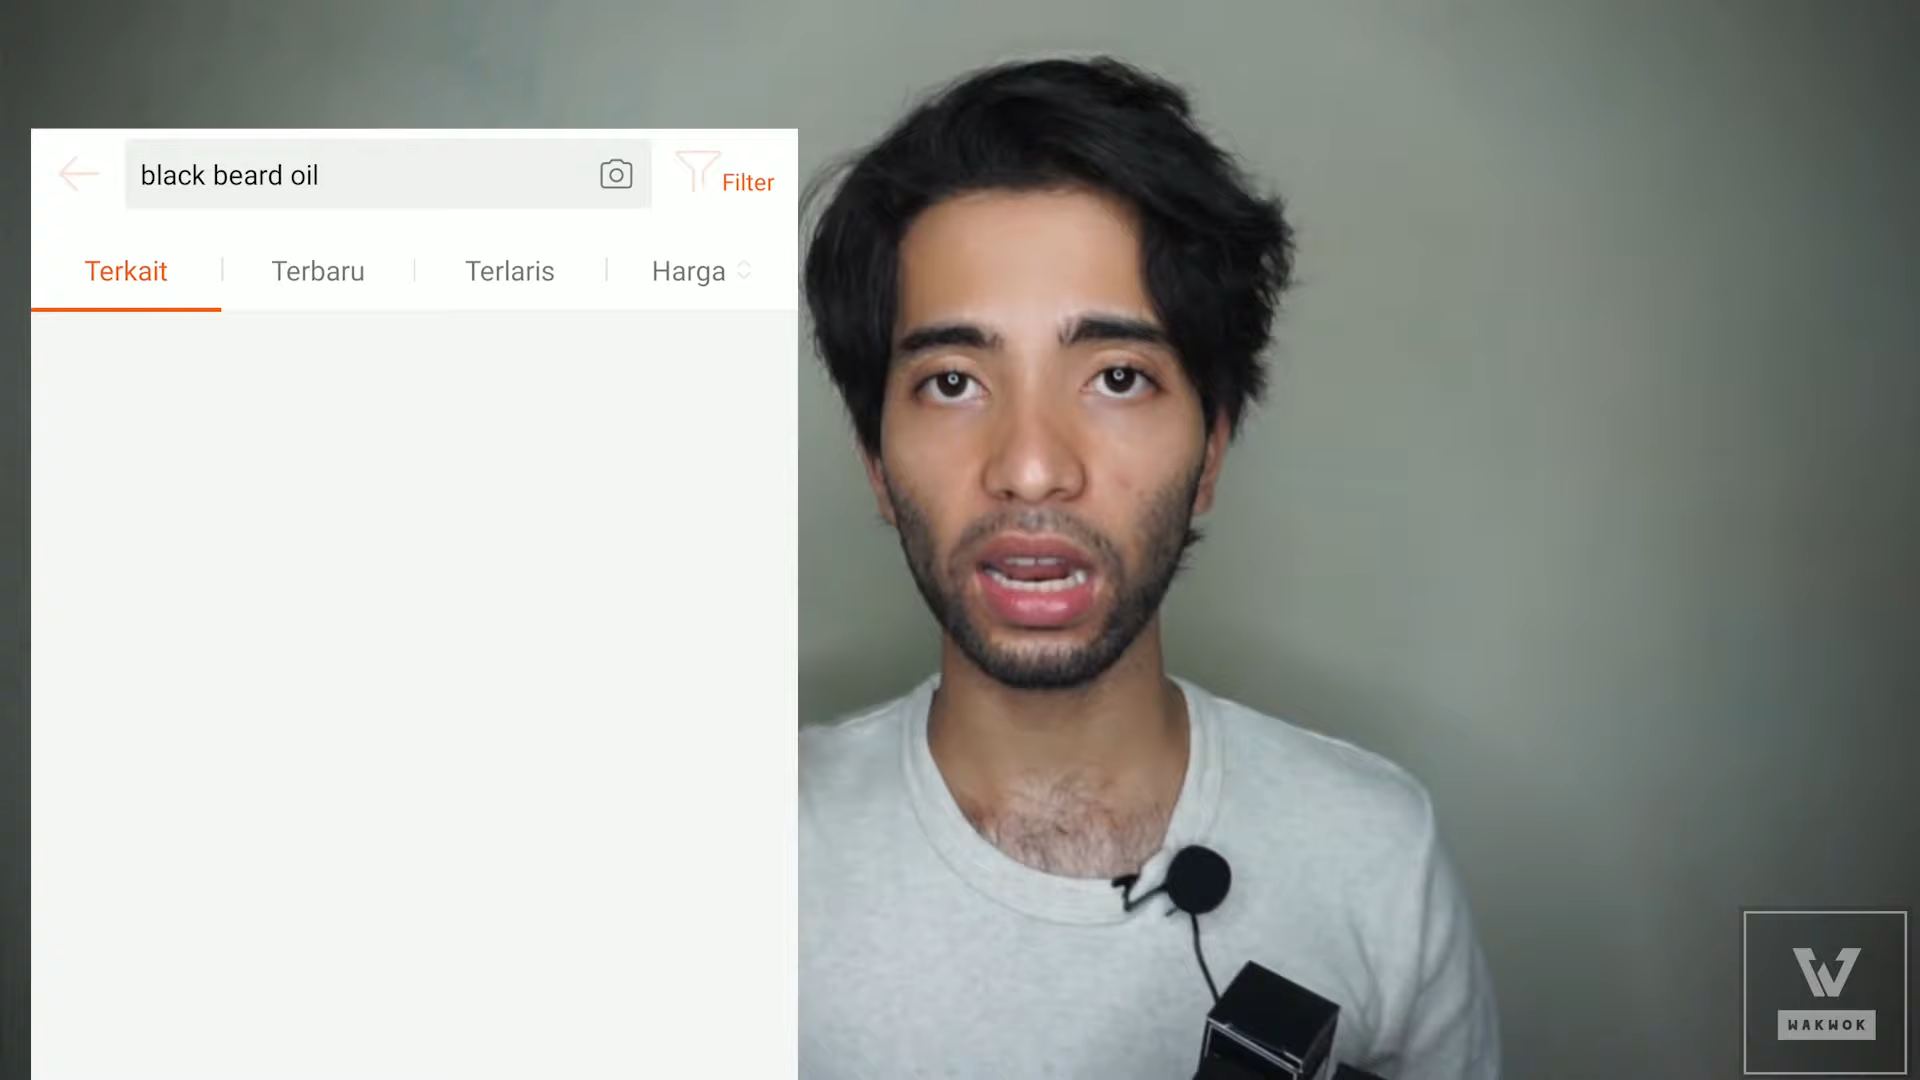 black beard oil
Filter
Terkait
Terbaru
Terlaris
Harga
WAKWOK